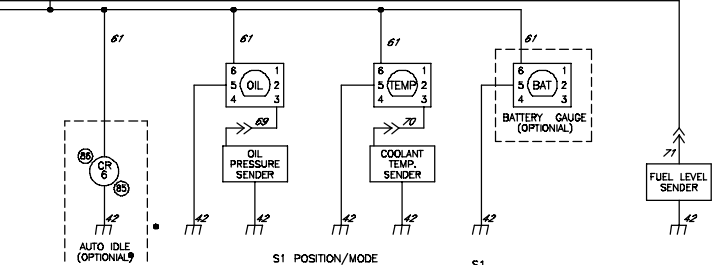 61
61
61
61
6 1
5 OIL 2
4 3
6 1
5 TEMP 2
4 3
6 1
5 BAT 2
4 3
BATTERY GAUGE
(OPTIONAL)
69
70
71
86
CR
6
85
OIL
PRESSURE
SENDER
COOLANT
TEMP.
SENDER
FUEL LEVEL
SENDER
42
42
42
42
42
42
42
AUTO IDLE
(OPTIONAL)
S1 POSITION/MODE
S1